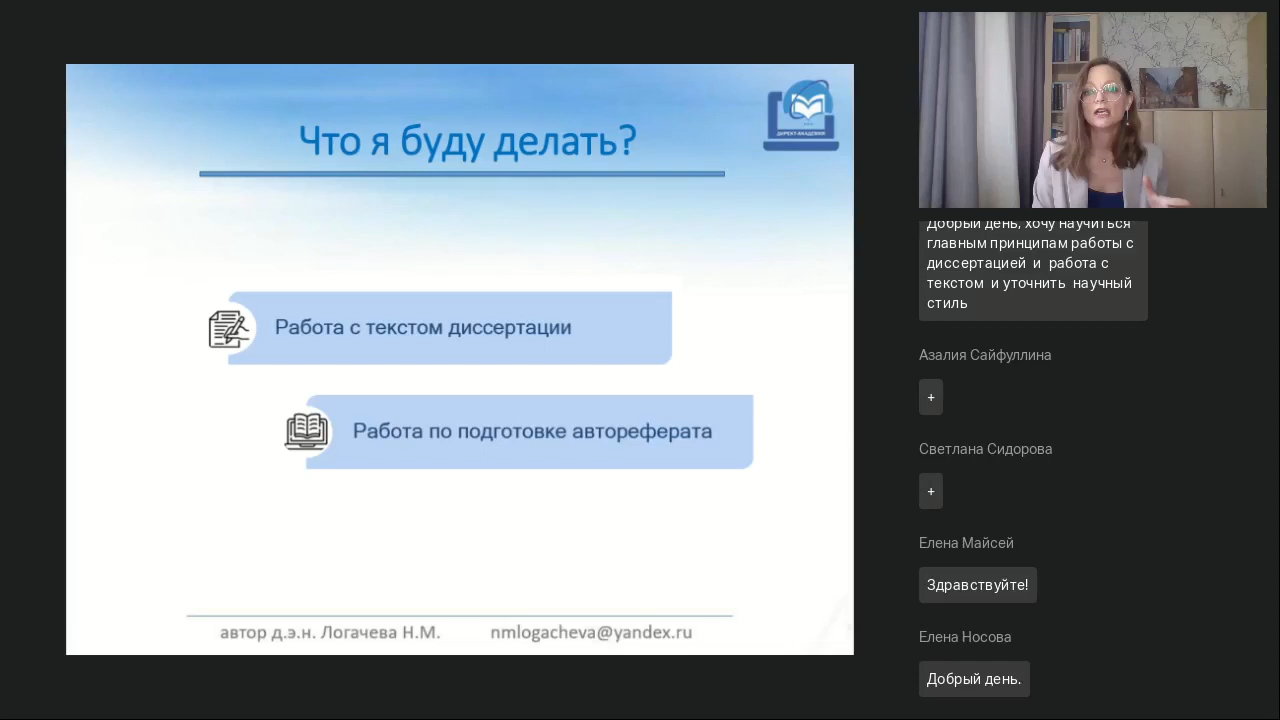 Что я буду делать?
ДИРЕКТ-АКАДЕМИЯ
Работа с текстом диссертации
Работа по подготовке автореферата
автор д.э.н. Логачева Н.М. nmlogacheva@yandex.ru
Добрый день, хочу научиться
главным принципам работы с
диссертацией и работа с
текстом и уточнить научный
стиль
Азалия Сайфуллина
+
Светлана Сидорова
+
Елена Майсей
Здравствуйте!
Елена Носова
Добрый день.